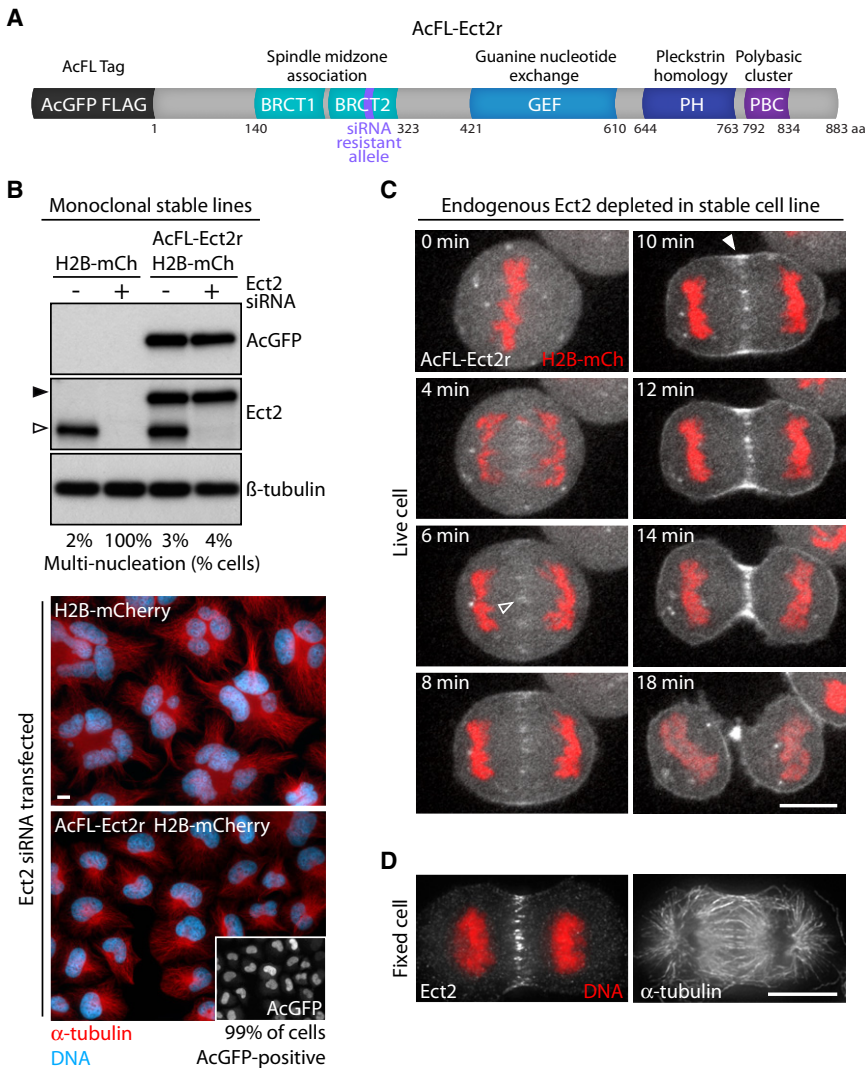 A
AcFL-Ect2r
AcFL Tag
Spindle midzone
association
Guanine nucleotide
exchange
Pleckstrin
homology
Polybasic
cluster
AcGFP FLAG
BRCT1
BRCT2
GEF
PH
PBC
1
140
323
421
610
644
763
792
834
883 aa
siRNA
resistant
allele
B
Monoclonal stable lines
H2B-mCh
AcFL-Ect2r
H2B-mCh
- + - +
Ect2
siRNA
AcGFP
Ect2
ß-tubulin
2% 100% 3% 4%
Multi-nucleation (% cells)
Ect2 siRNA transfected
H2B-mCherry
AcFL-Ect2r H2B-mCherry
AcGFP
α-tubulin
DNA
99% of cells
AcGFP-positive
C
Endogenous Ect2 depleted in stable cell line
Live cell
0 min
AcFL-Ect2r H2B-mCh
10 min
4 min
12 min
6 min
14 min
8 min
18 min
D
Fixed cell
Ect2
DNA
α-tubulin